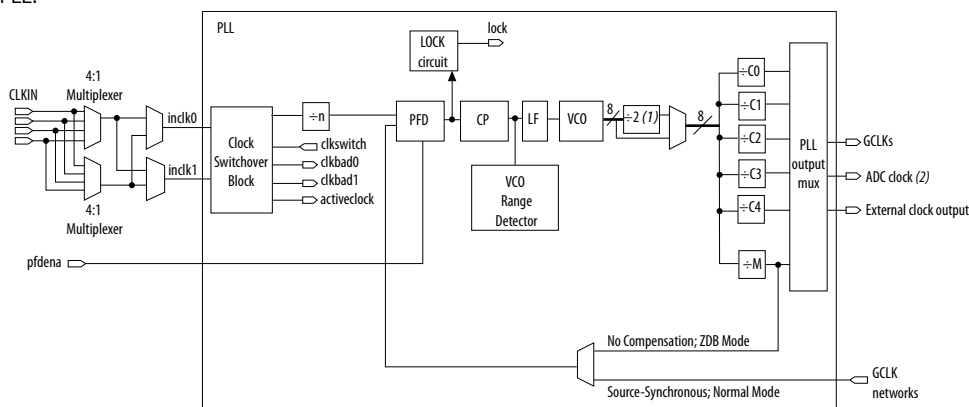 PLL
lock
LOCK
circuit
4:1
Multiplexer
CLKIN
inclk0
inclk1
4:1
Multiplexer
Clock
Switchover
Block
÷n
clkswitch
clkbad0
clkbad1
activeclock
pfdena
PFD
CP
LF
VCO
VCO
Range
Detector
8
÷2 (1)
8
÷C0
÷C1
÷C2
÷C3
÷C4
÷M
PLL
output
mux
GCLKs
ADC clock (2)
External clock output
No Compensation; ZDB Mode
Source-Synchronous; Normal Mode
GCLK
networks